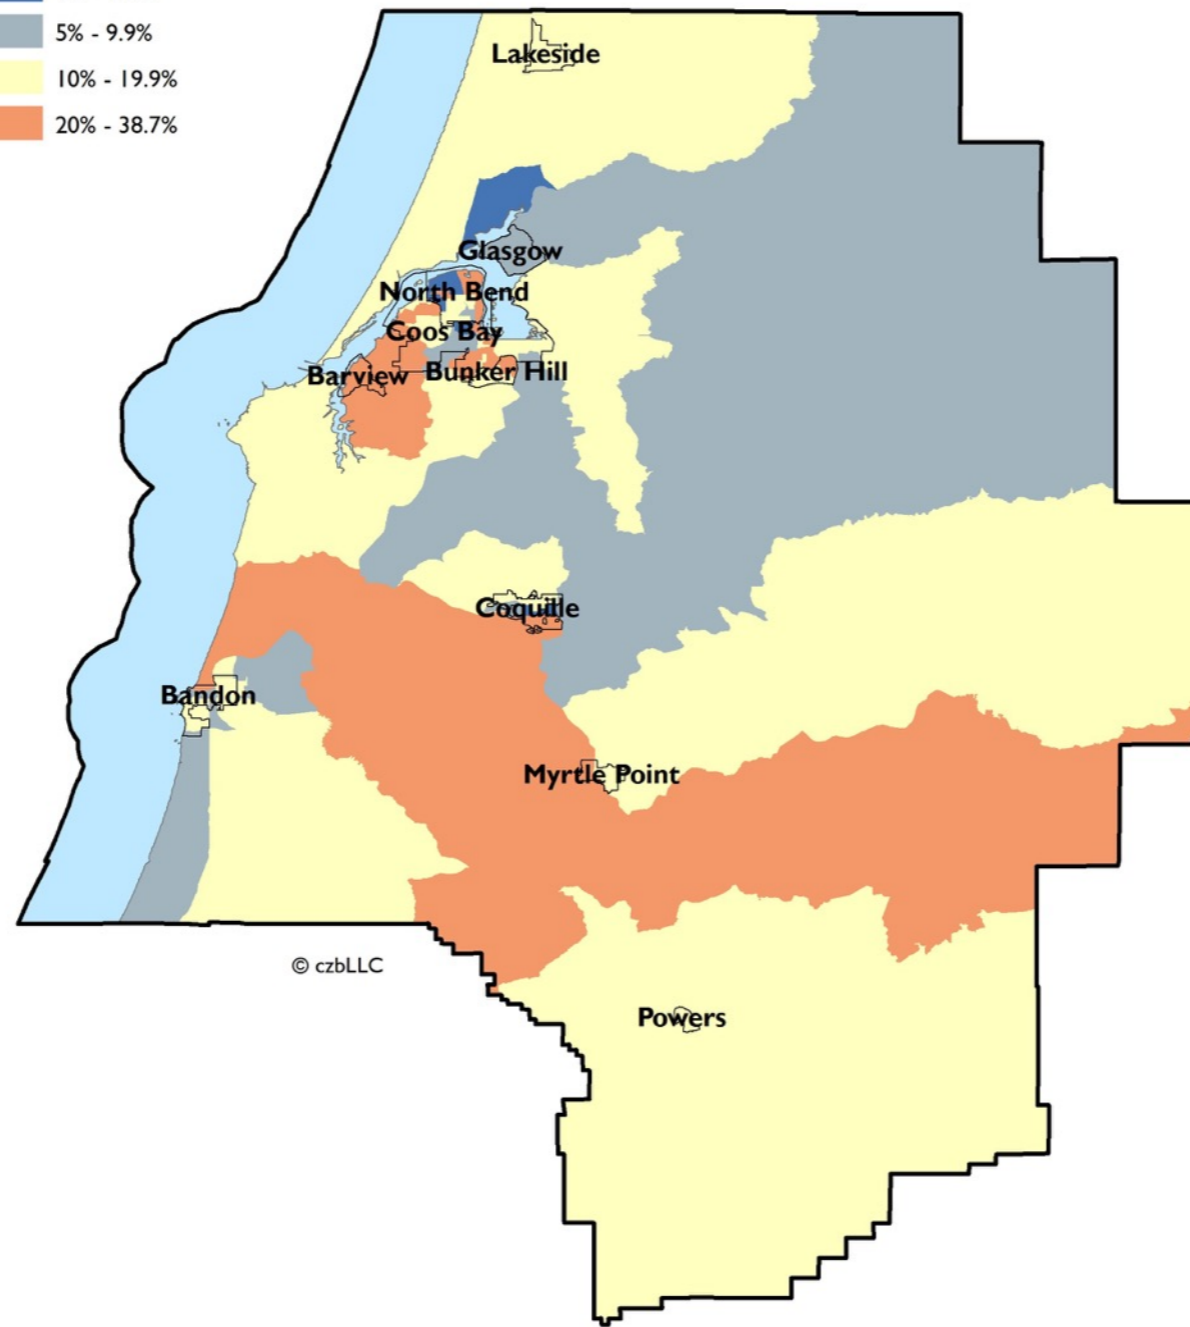 5% - 9.9%
10% - 19.9%
20% - 38.7%
Lakeside
Glasgow
North Bend
Coos Bay
Barview
Bunker Hill
Coquille
Bandon
Myrtle Point
© czbLLC
Powers